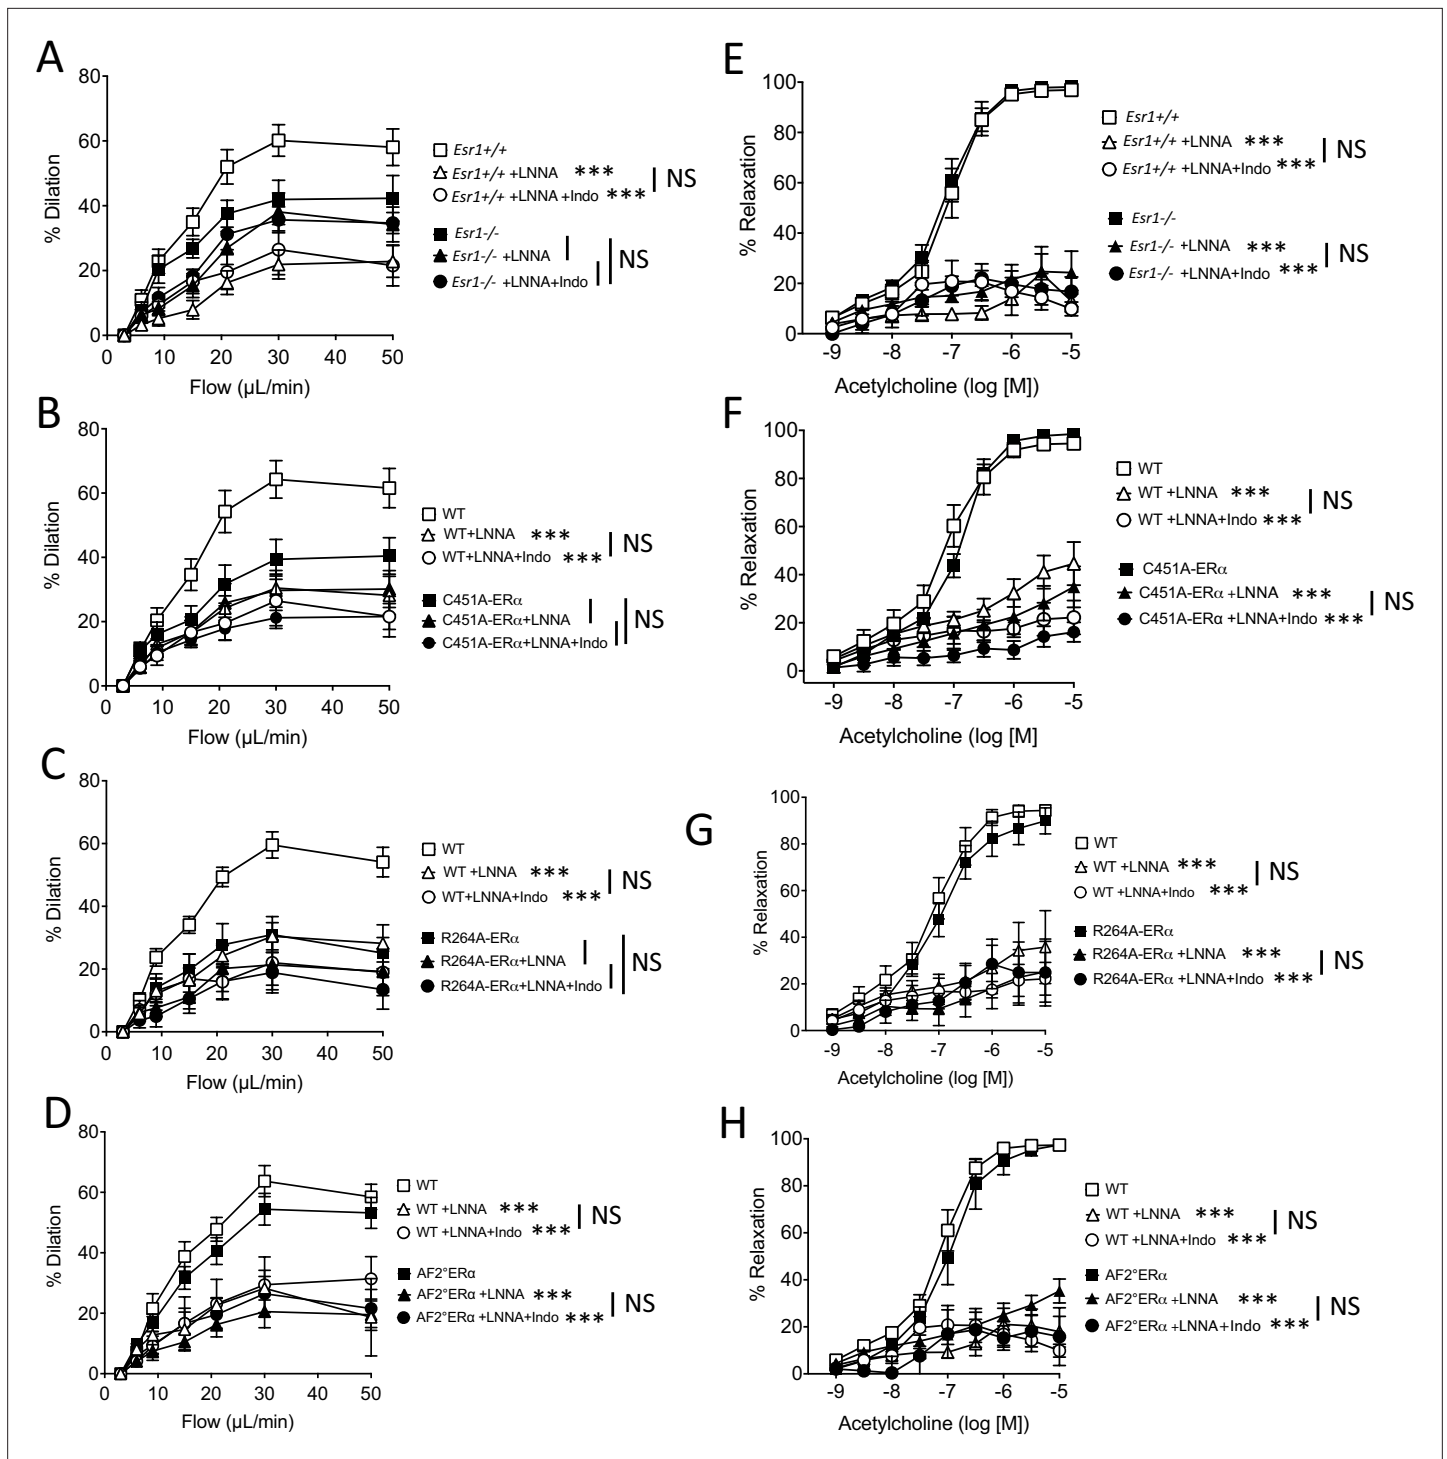 A
80
60
40
20
0
% Dilation
0 10 20 30 40 50
Flow (µL/min)
Esr1+/+
Esr1+/+ +LNNA ***
Esr1+/+ +LNNA +Indo ***
NS
Esr1-/-
Esr1-/- +LNNA
Esr1-/- +LNNA+Indo
NS
E
100
80
60
40
20
0
% Relaxation
-9 -8 -7 -6 -5
Acetylcholine (log [M])
Esr1+/+
Esr1+/+ +LNNA ***
Esr1+/+ +LNNA+Indo ***
NS
Esr1-/-
Esr1-/- +LNNA ***
Esr1-/- +LNNA+Indo ***
NS
B
80
60
40
20
0
% Dilation
0 10 20 30 40 50
Flow (µL/min)
WT
WT+LNNA ***
WT+LNNA+Indo ***
NS
C451A-ERα
C451A-ERα+LNNA
C451A-ERα+LNNA+Indo
NS
F
100
80
60
40
20
0
% Relaxation
-9 -8 -7 -6 -5
Acetylcholine (log [M]
WT
WT +LNNA ***
WT +LNNA+Indo ***
NS
C451A-ERα
C451A-ERα +LNNA ***
C451A-ERα +LNNA+Indo ***
NS
C
80
60
40
20
0
% Dilation
0 10 20 30 40 50
Flow (µL/min)
WT
WT +LNNA ***
WT+LNNA+Indo ***
NS
R264A-ERα
R264A-ERα+LNNA
R264A-ERα+LNNA+Indo
NS
G
100
80
60
40
20
0
% Relaxation
-9 -8 -7 -6 -5
Acetylcholine (log [M])
WT
WT +LNNA ***
WT +LNNA+Indo ***
NS
R264A-ERα
R264A-ERα +LNNA ***
R264A-ERα +LNNA+Indo ***
NS
D
80
60
40
20
0
% Dilation
0 10 20 30 40 50
Flow (µL/min)
WT
WT +LNNA ***
WT +LNNA+Indo ***
NS
AF2°ERα
AF2°ERα +LNNA ***
AF2°ERα +LNNA+Indo ***
NS
H
100
80
60
40
20
0
% Relaxation
-9 -8 -7 -6 -5
Acetylcholine (log [M])
WT
WT +LNNA ***
WT +LNNA+Indo ***
NS
AF2°ERα
AF2°ERα +LNNA ***
AF2°ERα +LNNA+Indo ***
NS